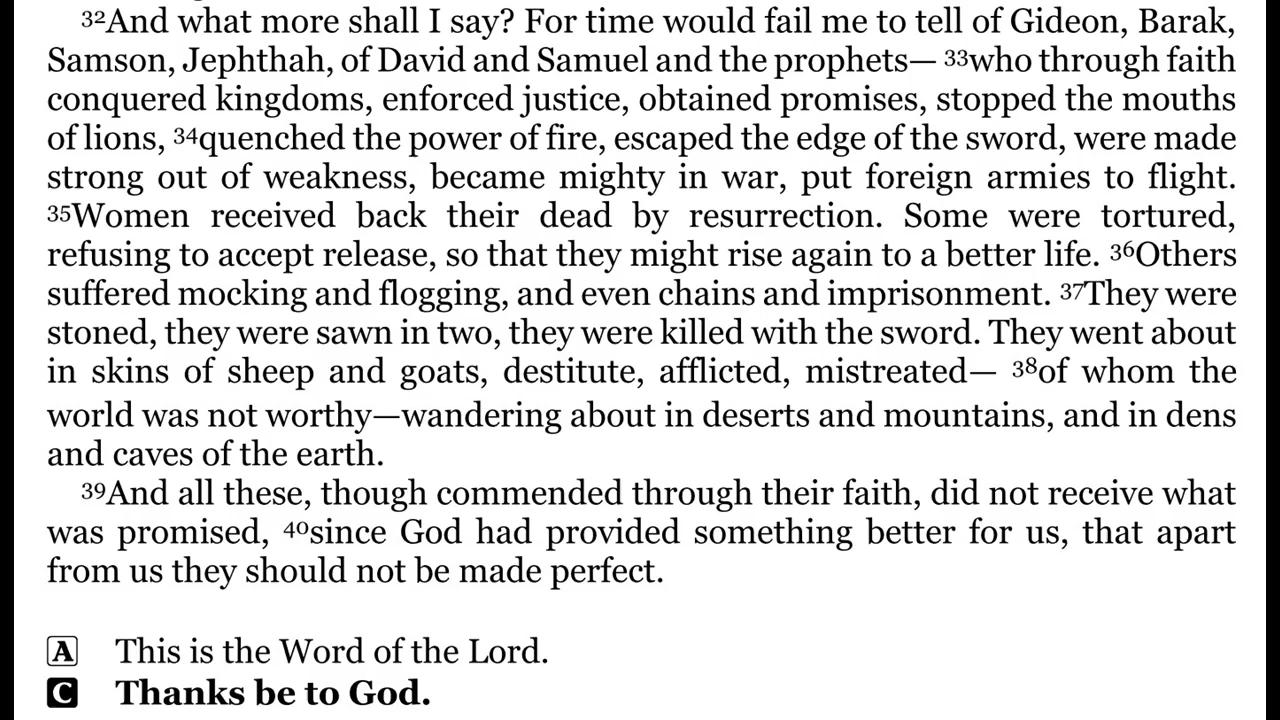 32And what more shall I say? For time would fail me to tell of Gideon, Barak,
Samson, Jephthah, of David and Samuel and the prophets— 33who through faith
conquered kingdoms, enforced justice, obtained promises, stopped the mouths
of lions, 34quenched the power of fire, escaped the edge of the sword, were made
strong out of weakness, became mighty in war, put foreign armies to flight.
35Women received back their dead by resurrection. Some were tortured,
refusing to accept release, so that they might rise again to a better life. 36Others
suffered mocking and flogging, and even chains and imprisonment. 37They were
stoned, they were sawn in two, they were killed with the sword. They went about
in skins of sheep and goats, destitute, afflicted, mistreated— 38of whom the
world was not worthy—wandering about in deserts and mountains, and in dens
and caves of the earth.
39And all these, though commended through their faith, did not receive what
was promised, 40since God had provided something better for us, that apart
from us they should not be made perfect.
A This is the Word of the Lord.
C Thanks be to God.